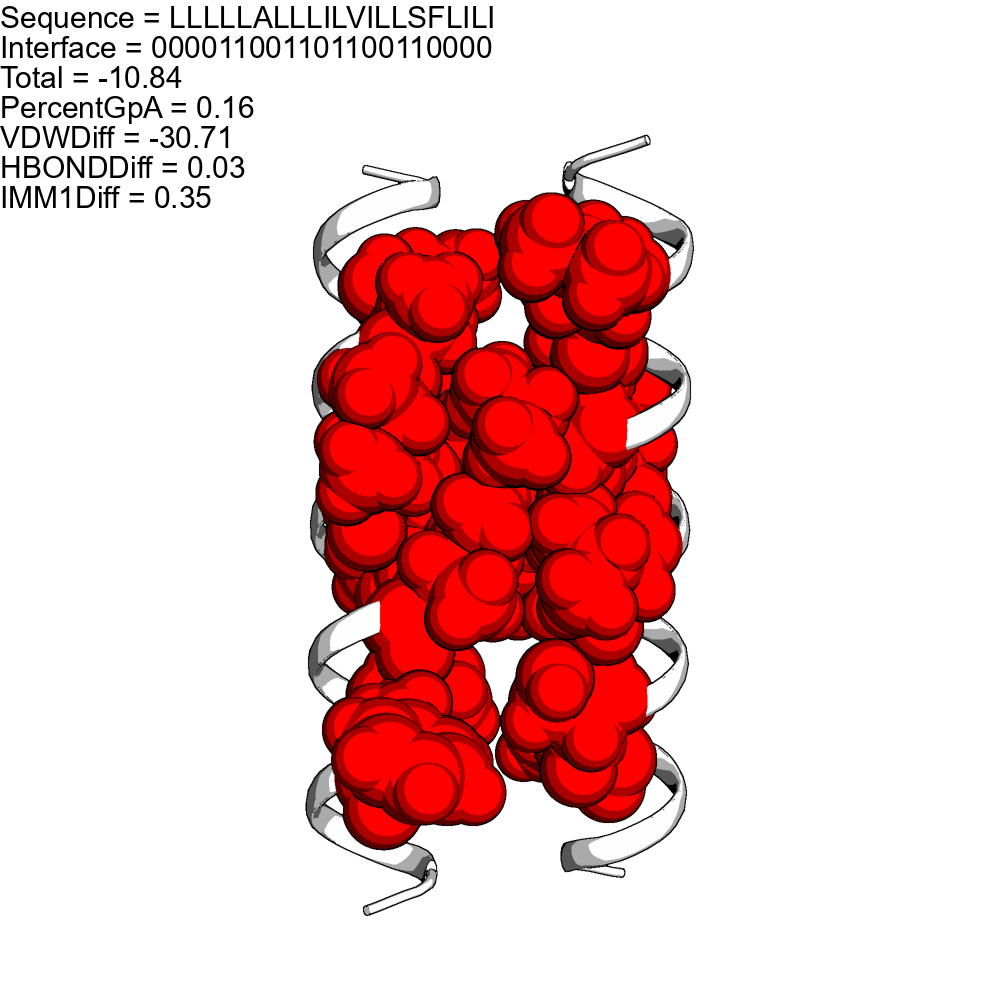 Sequence = LLLLLALLLILVILLSFLILI
Interface = 000011001101100110000
Total = -10.84
PercentGpA = 0.16
VDWDiff = -30.71
HBONDDiff = 0.03
IMM1Diff = 0.35